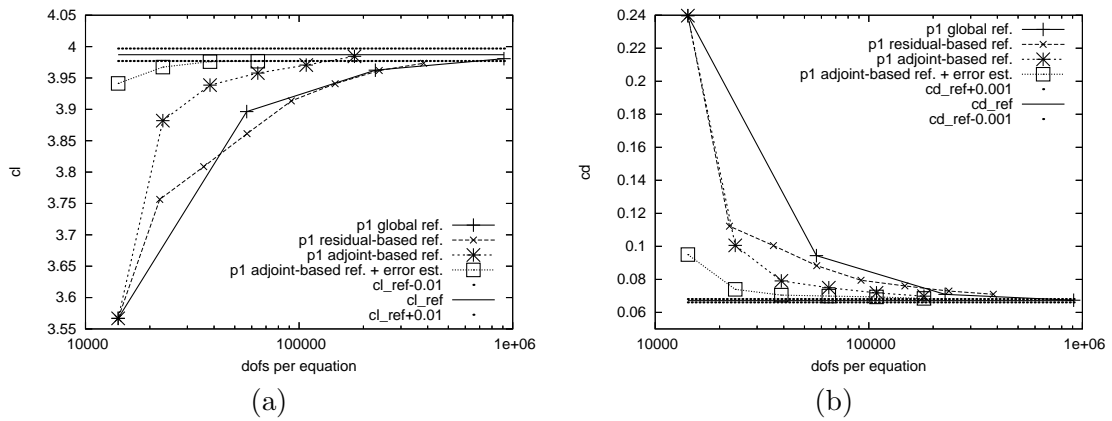 4.05
4
3.95
3.9
3.85
3.8
3.75
3.7
3.65
3.6
3.55
cl
10000
100000
1e+06
dofs per equation
p1 global ref.
p1 residual-based ref.
p1 adjoint-based ref.
p1 adjoint-based ref. + error est.
cl_ref-0.01
cl_ref
cl_ref+0.01
(a)
0.24
0.22
0.2
0.18
0.16
0.14
0.12
0.1
0.08
0.06
cd
10000
100000
1e+06
dofs per equation
p1 global ref.
p1 residual-based ref.
p1 adjoint-based ref.
p1 adjoint-based ref. + error est.
cd_ref+0.001
cd_ref
cd_ref-0.001
(b)